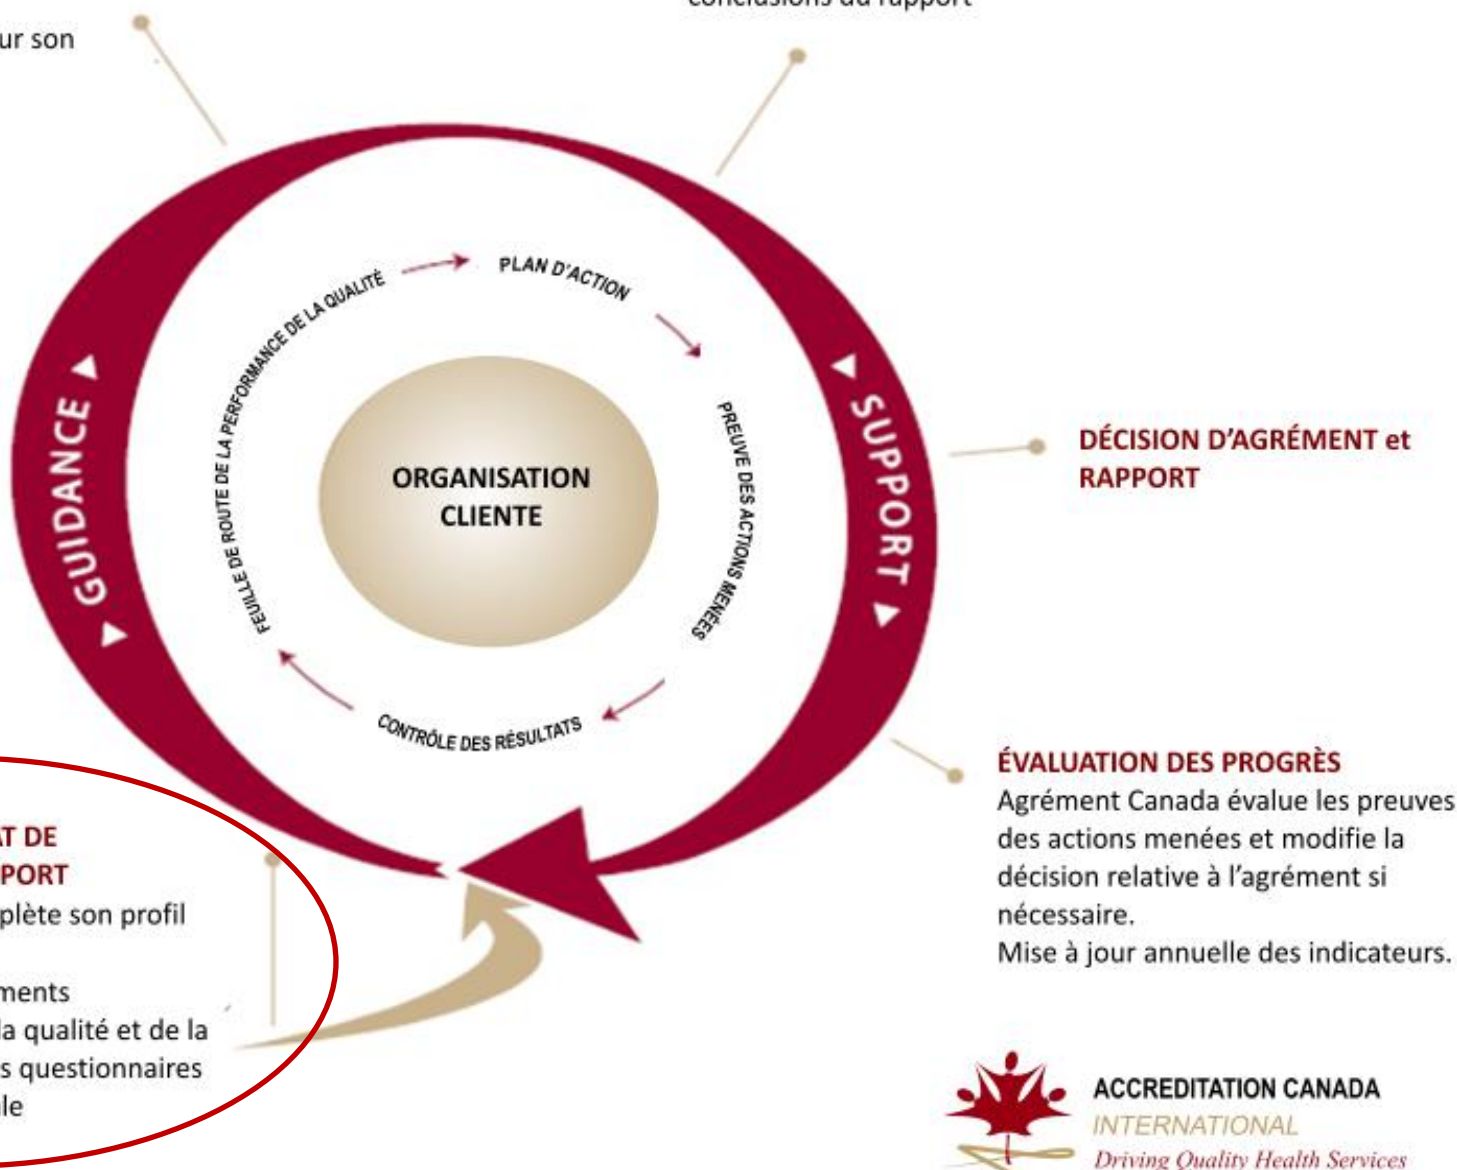 ur son
conclusions du rapport
PLAN D'ACTION
FEUILLE DE ROUTE DE LA PERFORMANCE DE LA QUALITÉ
PREUVE DES ACTIONS MENÉES
CONTRÔLE DES RÉSULTATS
GUIDANCE
SUPPORT
ORGANISATION
CLIENTE
DÉCISION D'AGRÉMENT et
RAPPORT
ÉVALUATION DES PROGRÈS
Agrément Canada évalue les preuves
des actions menées et modifie la
décision relative à l'agrément si
nécessaire.
Mise à jour annuelle des indicateurs.
AT DE
PORT
plète son profil
ments
la qualité et de la
s questionnaires
le
ACCREDITATION CANADA
INTERNATIONAL
Driving Quality Health Services